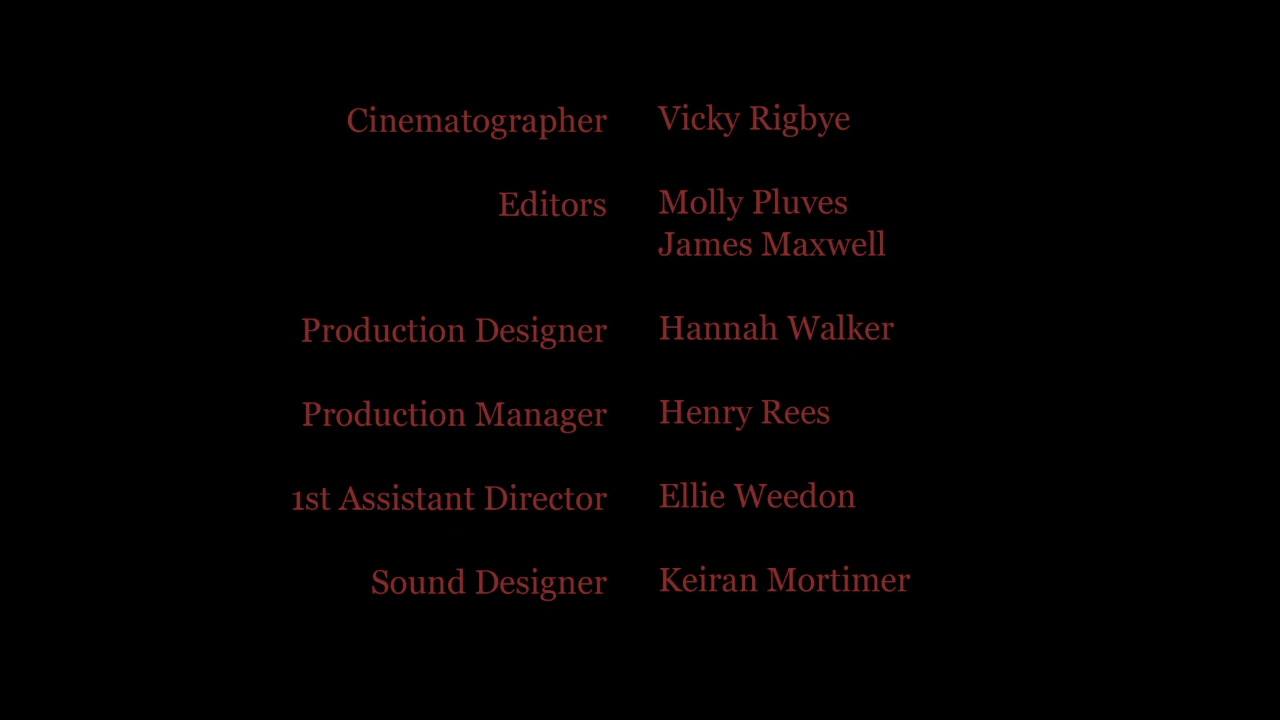 Cinematographer Vicky Rigbye
Editors Molly Pluves
James Maxwell
Production Designer Hannah Walker
Production Manager Henry Rees
1st Assistant Director Ellie Weedon
Sound Designer Keiran Mortimer